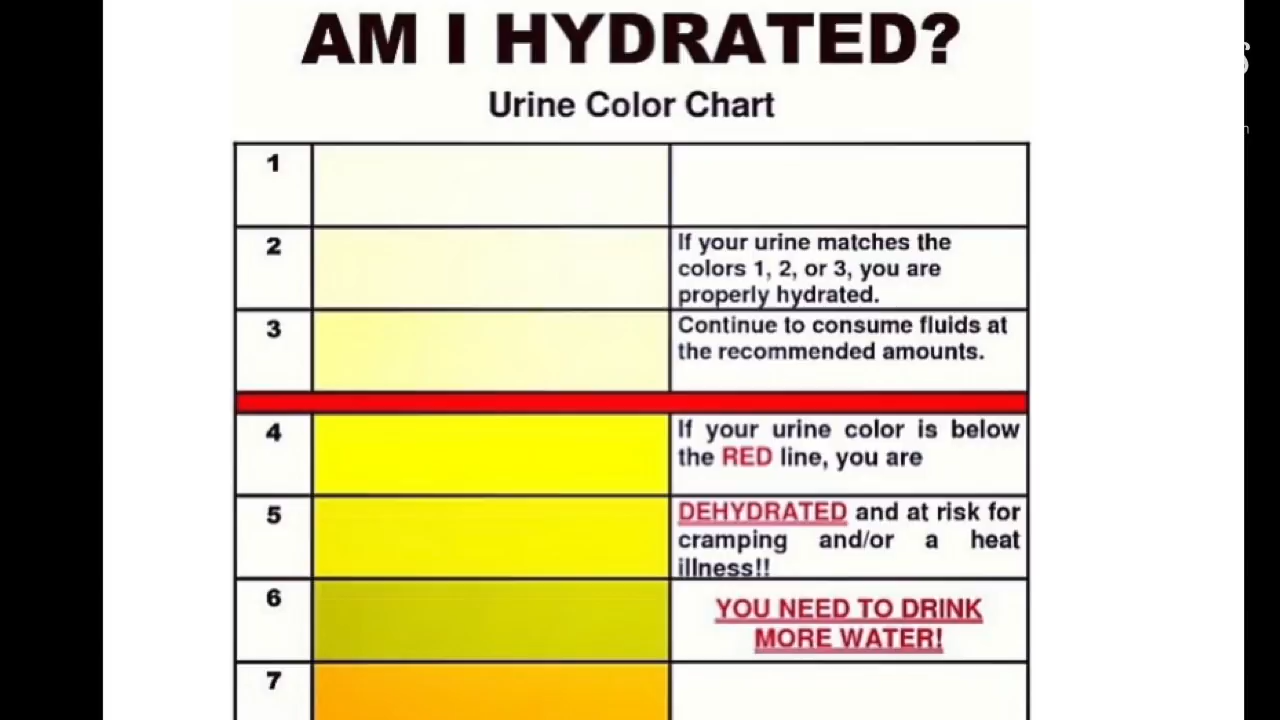 AM I HYDRATED?
Urine Color Chart
1
2
If your urine matches the
colors 1, 2, or 3, you are
properly hydrated.
3
Continue to consume fluids at
the recommended amounts.
4
If your urine color is below
the RED line, you are
5
DEHYDRATED and at risk for
cramping and/or a heat
illness!!
6
YOU NEED TO DRINK
MORE WATER!
7